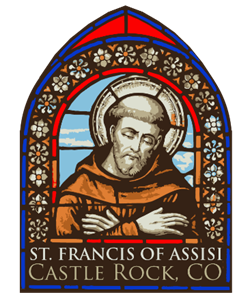 ST. FRANCIS OF ASSISI
CASTLE ROCK, CO